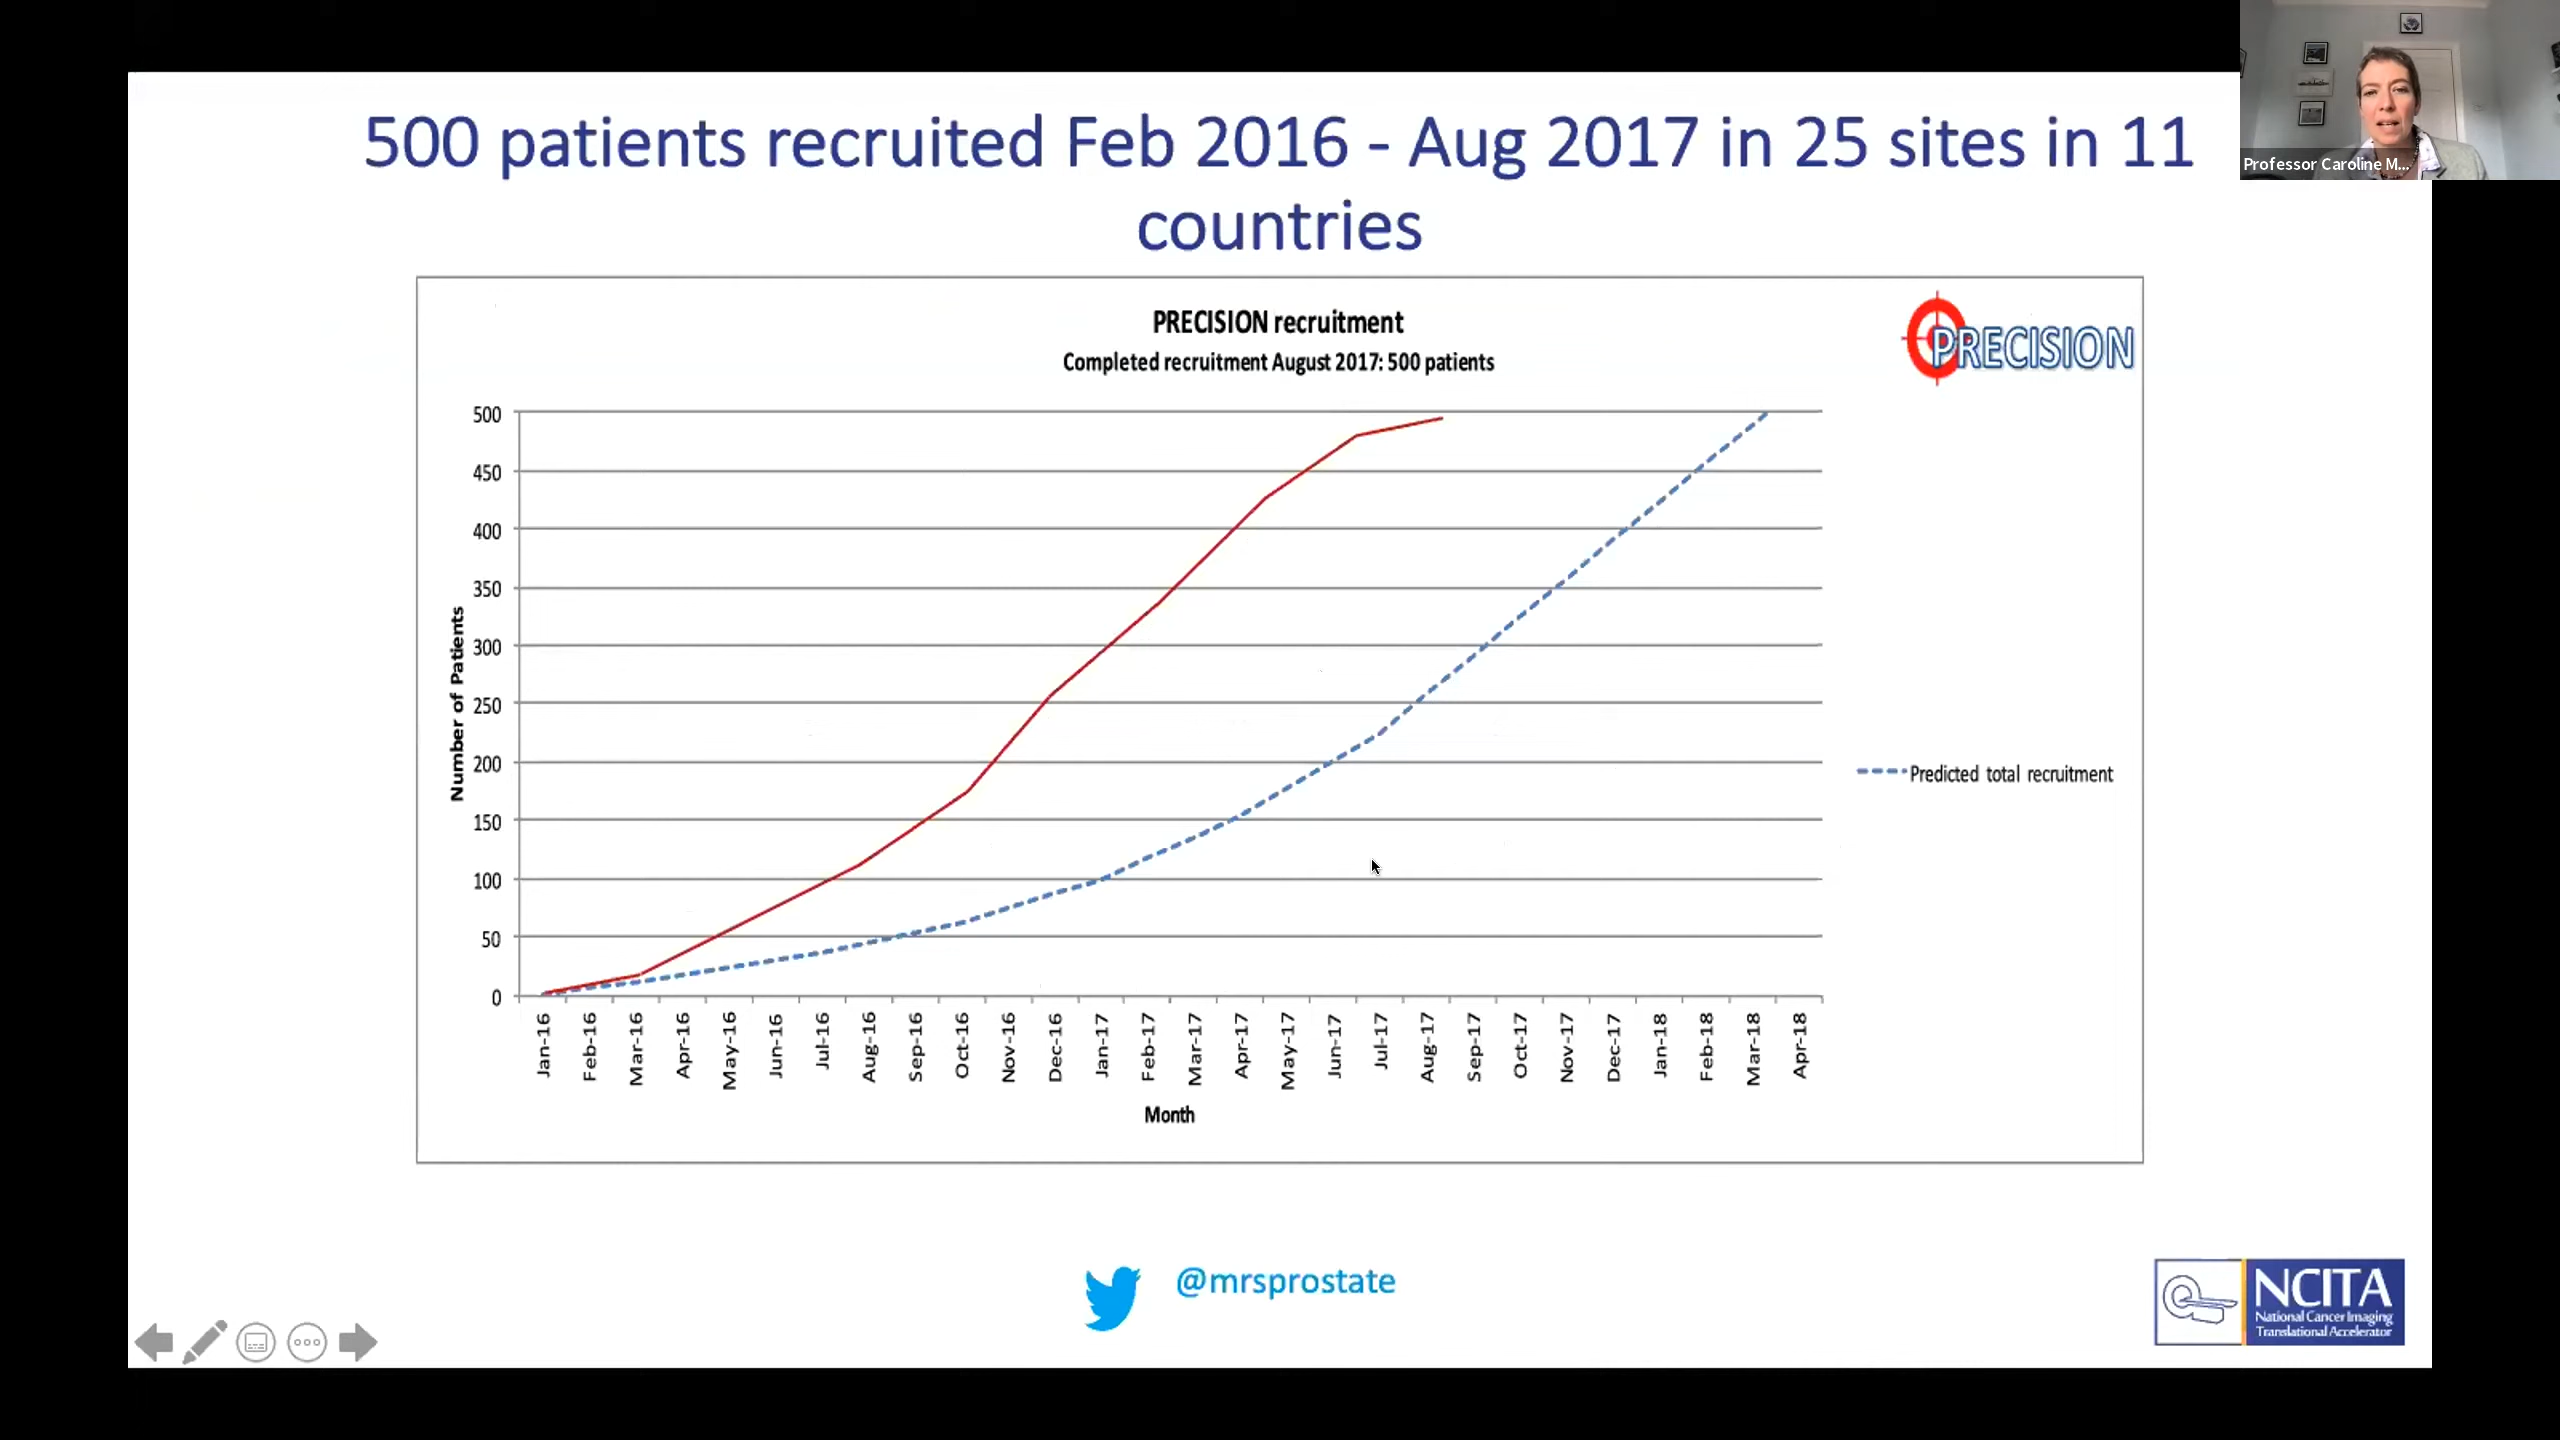 500 patients recruited Feb 2016 - Aug 2017 in 25 sites in 11
countries
Professor Caroline M...
PRECISION recruitment
Completed recruitment August 2017: 500 patients
PRECISION
500
450
400
350
300
250
200
150
100
50
0
Number of Patients
Predicted total recruitment
Jan-16
Feb-16
Mar-16
Apr-16
May-16
Jun-16
Jul-16
Aug-16
Sep-16
Oct-16
Nov-16
Dec-16
Jan-17
Feb-17
Mar-17
Apr-17
May-17
Jun-17
Jul-17
Aug-17
Sep-17
Oct-17
Nov-17
Dec-17
Jan-18
Feb-18
Mar-18
Apr-18
Month
@mrsprostate
NCITA
National Cancer Imaging
Translational Accelerator